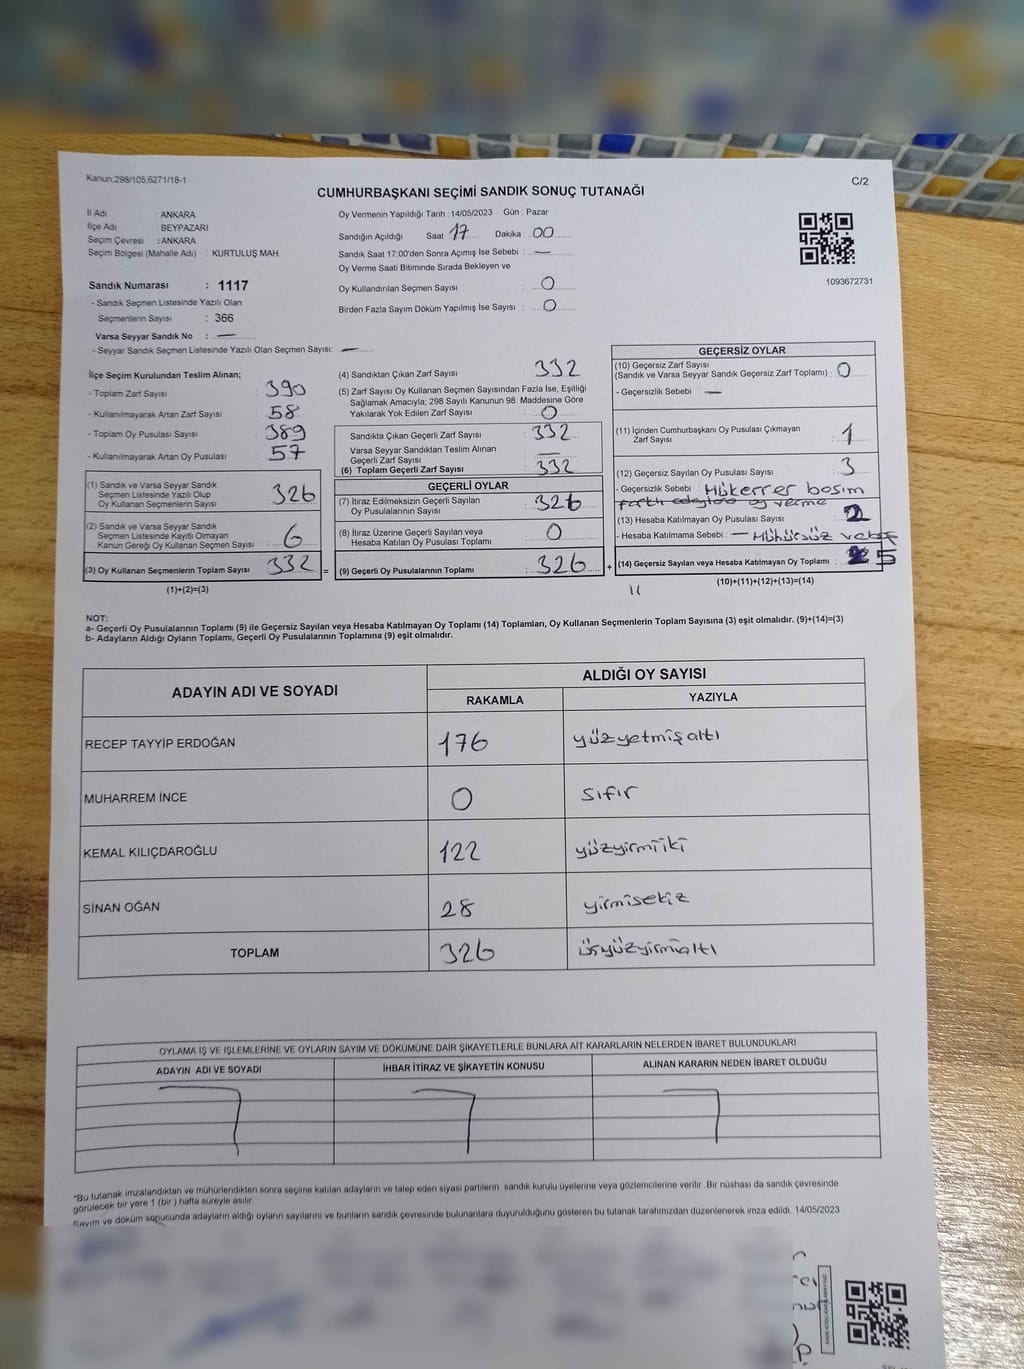 Kanun;298/105,6271/18-1
C/2
CUMHURBAŞKANI SEÇİMİ SANDIK SONUÇ TUTANAĞI
İl Adı : ANKARA
İlçe Adı : BEYPAZARI
Seçim Çevresi : ANKARA
Seçim Bölgesi (Mahalle Adı) : KURTULUŞ MAH.
Oy Vermenin Yapıldığı Tarih : 14/05/2023 Gün : Pazar
Sandığın Açıldığı Saat 17 Dakika : 00
Sandık Saat 17:00'den Sonra Açımış İse Sebebi : —
Oy Verme Saati Bitiminde Sırada Bekleyen ve
Oy Kullandırılan Seçmen Sayısı : 0
Birden Fazla Sayım Döküm Yapılmış İse Sayısı : 0
1093672731
Sandık Numarası : 1117
- Sandık Seçmen Listesinde Yazılı Olan
Seçmenlerin Sayısı : 366
Varsa Seyyar Sandık No : —
- Seyyar Sandık Seçmen Listesinde Yazılı Olan Seçmen Sayısı: —
İlçe Seçim Kurulundan Teslim Alınan;
- Toplam Zarf Sayısı : 390
- Kullanılmayarak Artan Zarf Sayısı : 58
- Toplam Oy Pusulası Sayısı : 389
- Kullanılmayarak Artan Oy Pusulası : 57
(1) Sandık ve Varsa Seyyar Sandık
Seçmen Listesinde Yazılı Olup
Oy Kullanan Seçmenlerin Sayısı : 326
(2) Sandık ve Varsa Seyyar Sandık
Seçmen Listesinde Kayıtlı Olmayan
Kanun Gereği Oy Kullanan Seçmen Sayısı : 6
(3) Oy Kullanan Seçmenlerin Toplam Sayısı : 332 =
(1)+(2)=(3)
(4) Sandıktan Çıkan Zarf Sayısı : 332
(5) Zarf Sayısı Oy Kullanan Seçmen Sayısından Fazla İse, Eşitliği
Sağlamak Amacıyla; 298 Sayılı Kanunun 98. Maddesine Göre
Yakılarak Yok Edilen Zarf Sayısı : 0
Sandıkta Çıkan Geçerli Zarf Sayısı : 332
Varsa Seyyar Sandıktan Teslim Alınan
Geçerli Zarf Sayısı : —
(6) Toplam Geçerli Zarf Sayısı : 332
GEÇERLİ OYLAR
(7) İtiraz Edilmeksizin Geçerli Sayılan
Oy Pusulalarının Sayısı : 326
(8) İtiraz Üzerine Geçerli Sayılan veya
Hesaba Katılan Oy Pusulası Toplamı : 0
(9) Geçerli Oy Pusulalarının Toplamı : 326 +
GEÇERSİZ OYLAR
(10) Geçersiz Zarf Sayısı
(Sandık ve Varsa Seyyar Sandık Geçersiz Zarf Toplamı) : 0
- Geçersizlik Sebebi : —
(11) İçinden Cumhurbaşkanı Oy Pusulası Çıkmayan
Zarf Sayısı : 1
(12) Geçersiz Sayılan Oy Pusulası Sayısı : 3
- Geçersizlik Sebebi : Mükerrer basım
farklı adaylara oy verme
(13) Hesaba Katılmayan Oy Pusulası Sayısı : 2
- Hesaba Katılmama Sebebi : — Mühürsüz
(14) Geçersiz Sayılan veya Hesaba Katılmayan Oy Toplamı : 5
(10)+(11)+(12)+(13)=(14)
NOT:
a- Geçerli Oy Pusulalarının Toplamı (9) ile Geçersiz Sayılan veya Hesaba Katılmayan Oy Toplamı (14) Toplamları, Oy Kullanan Seçmenlerin Toplam Sayısına (3) eşit olmalıdır. (9)+(14)=(3)
b- Adayların Aldığı Oyların Toplamı, Geçerli Oy Pusulalarının Toplamına (9) eşit olmalıdır.
ADAYIN ADI VE SOYADI
ALDIĞI OY SAYISI
RAKAMLA YAZIYLA
RECEP TAYYİP ERDOĞAN 176 yüzyetmişaltı
MUHARREM İNCE 0 sıfır
KEMAL KILIÇDAROĞLU 122 yüzyirmiiki
SİNAN OĞAN 28 yirmisekiz
TOPLAM 326 üçyüzyirmialtı
OYLAMA İŞ VE İŞLEMLERİNE VE OYLARIN SAYIM VE DÖKÜMÜNE DAİR ŞİKAYETLERLE BUNLARA AİT KARARLARIN NELERDEN İBARET BULUNDUKLARI
ADAYIN ADI VE SOYADI İHBAR İTİRAZ VE ŞİKAYETİN KONUSU ALINAN KARARIN NEDEN İBARET OLDUĞU
*Bu tutanak imzalandıktan ve mühürlendikten sonra seçime katılan adayların ve talep eden siyasi partilerin sandık kurulu üyelerine veya gözlemcilerine verilir. Bir nüshası da sandık çevresinde
görülecek bir yere 1 (bir) hafta süreyle asılır.
Sayım ve döküm sonucunda adayların aldığı oyların sayılarını ve bunların sandık çevresinde bulunanlara duyurulduğunu gösteren bu tutanak tarafımızdan düzenlenerek imza edildi. 14/05/2023